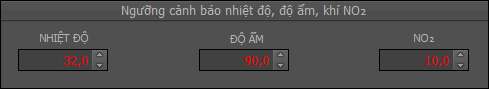 Ngưỡng cảnh báo nhiệt độ, độ ẩm, khí NO₂
NHIỆT ĐỘ ĐỘ ẨM NO₂
32,0 90,0 10,0